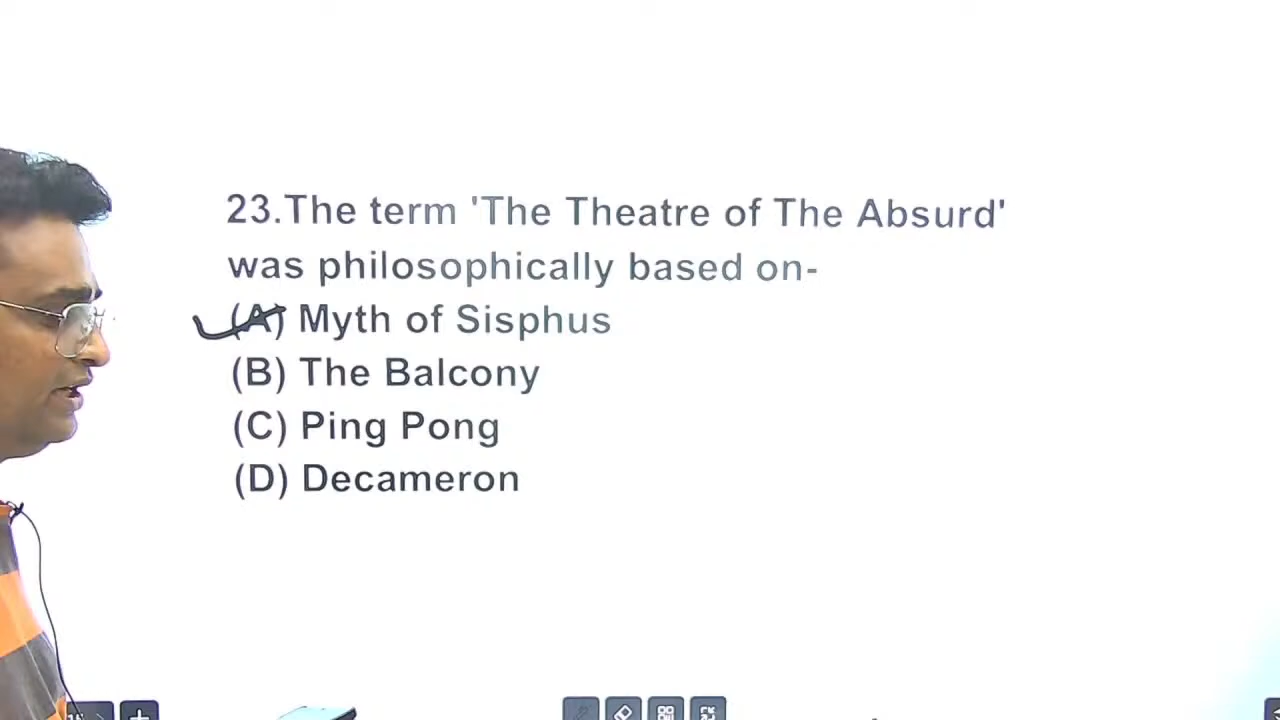 23.The term 'The Theatre of The Absurd'
was philosophically based on-
(A) Myth of Sisphus
(B) The Balcony
(C) Ping Pong
(D) Decameron